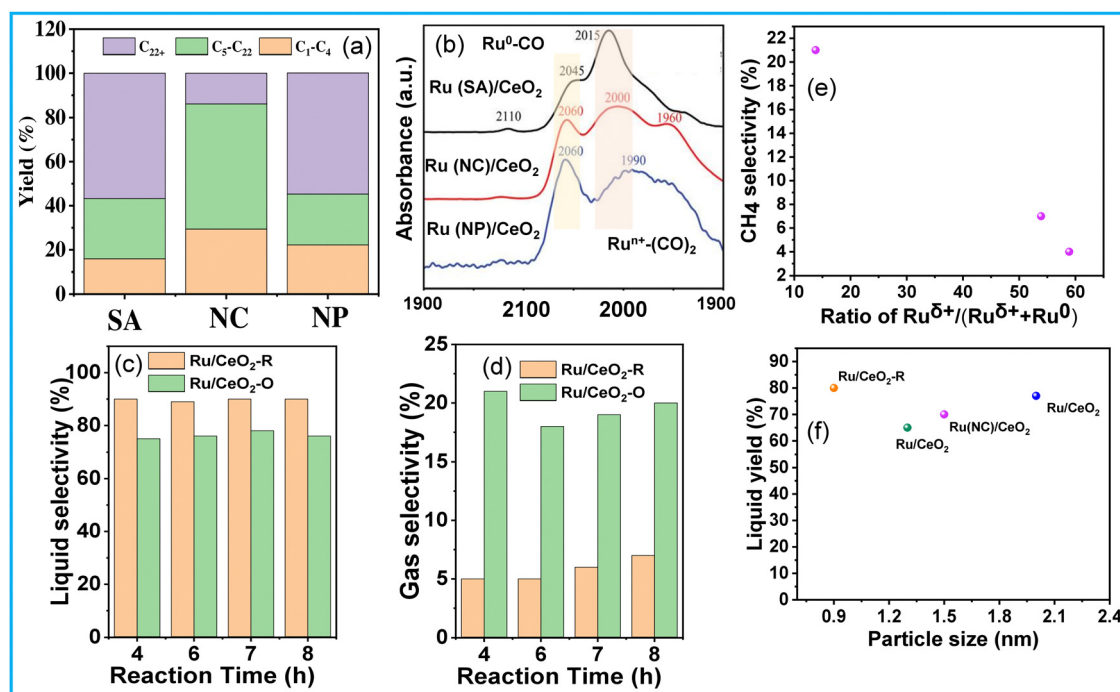 (a)
C₂₂₊ C₅-C₂₂ C₁-C₄
Yield (%)
120
100
80
60
40
20
0
SA NC NP
(b)
Ru⁰-CO
2015
2045
Ru (SA)/CeO₂
2110
2060
2000
1960
Ru (NC)/CeO₂
2060
1990
Ru (NP)/CeO₂
Ruⁿ⁺-(CO)₂
Absorbance (a.u.)
1900 2100 2000 1900
(c)
Ru/CeO₂-R
Ru/CeO₂-O
Liquid selectivity (%)
100
80
60
40
20
0
4 6 7 8
Reaction Time (h)
(d)
Ru/CeO₂-R
Ru/CeO₂-O
Gas selectivity (%)
25
20
15
10
5
0
4 6 7 8
Reaction Time (h)
(e)
CH4 selectivity (%)
22
20
18
16
14
12
10
8
6
4
2
10 20 30 40 50 60
Ratio of Ruᵟ⁺/(Ruᵟ⁺+Ru⁰)
(f)
Liquid yield (%)
90
80
70
60
50
40
30
20
10
0
Ru/CeO₂-R
Ru/CeO₂
Ru(NC)/CeO₂
Ru/CeO₂
0.9 1.2 1.5 1.8 2.1 2.4
Particle size (nm)